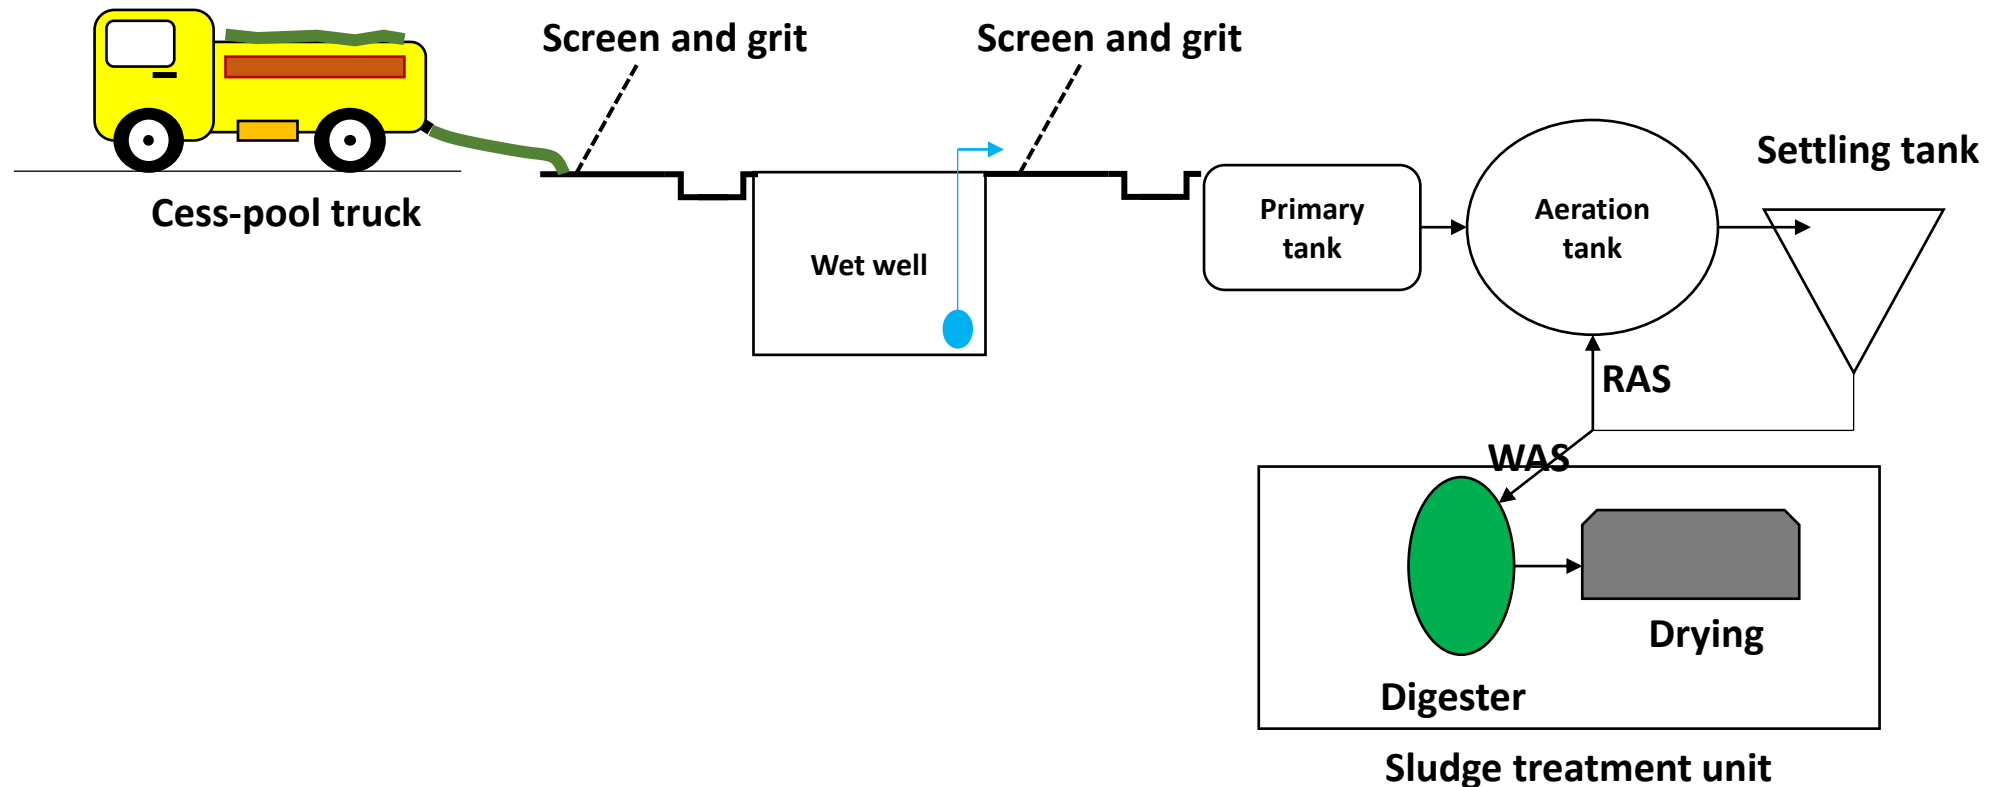 Screen and grit
Screen and grit
Cess-pool truck
Settling tank
Primary
tank
Aeration
tank
Wet well
RAS
WAS
Drying
Digester
Sludge treatment unit